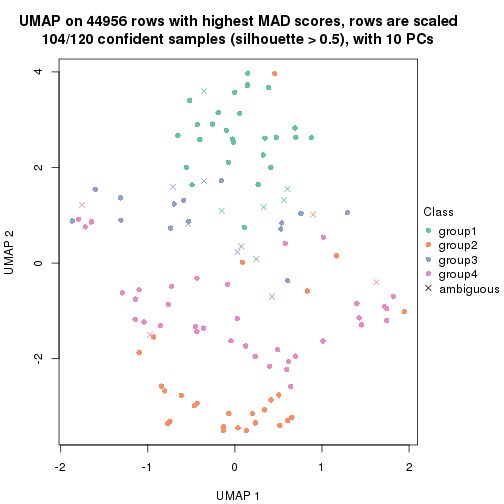 UMAP on 44956 rows with highest MAD scores, rows are scaled
104/120 confident samples (silhouette > 0.5), with 10 PCs
4
2
0
-2
UMAP 2
-2
-1
0
1
2
UMAP 1
Class
group1
group2
group3
group4
ambiguous